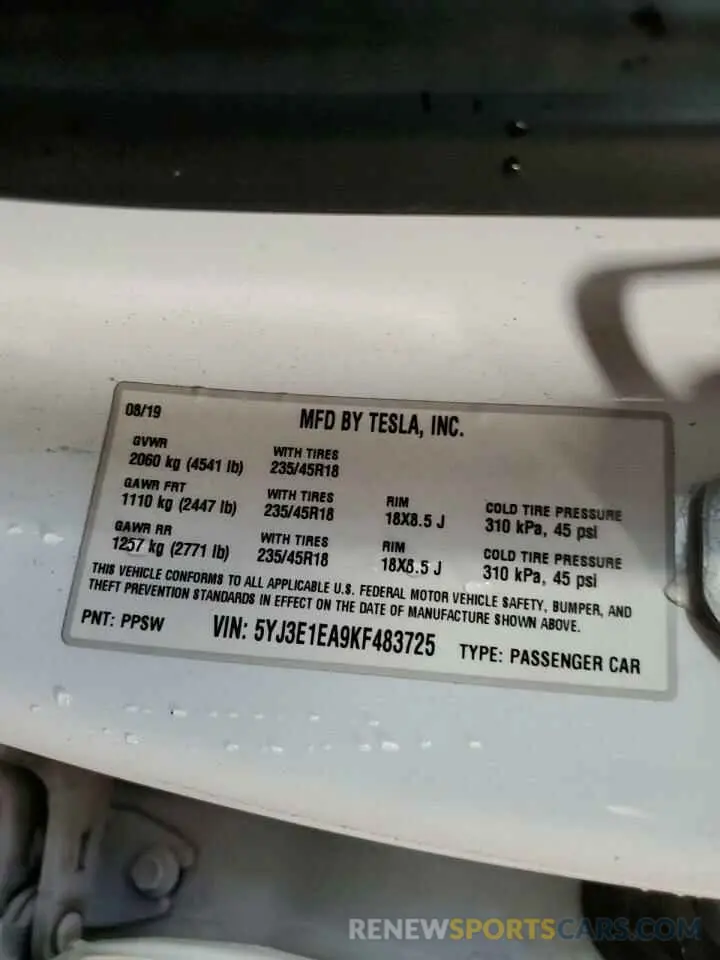 08/19 MFD BY TESLA, INC.
GVWR
2060 kg (4541 lb)
WITH TIRES
235/45R18
GAWR FRT
1110 kg (2447 lb)
WITH TIRES
235/45R18
RIM
18X8.5 J
COLD TIRE PRESSURE
310 kPa, 45 psi
GAWR RR
1257 kg (2771 lb)
WITH TIRES
235/45R18
RIM
18X8.5 J
COLD TIRE PRESSURE
310 kPa, 45 psi
THIS VEHICLE CONFORMS TO ALL APPLICABLE U.S. FEDERAL MOTOR VEHICLE SAFETY, BUMPER, AND
THEFT PREVENTION STANDARDS IN EFFECT ON THE DATE OF MANUFACTURE SHOWN ABOVE.
PNT: PPSW VIN: 5YJ3E1EA9KF483725 TYPE: PASSENGER CAR
RENEWSPORTSCARS.COM